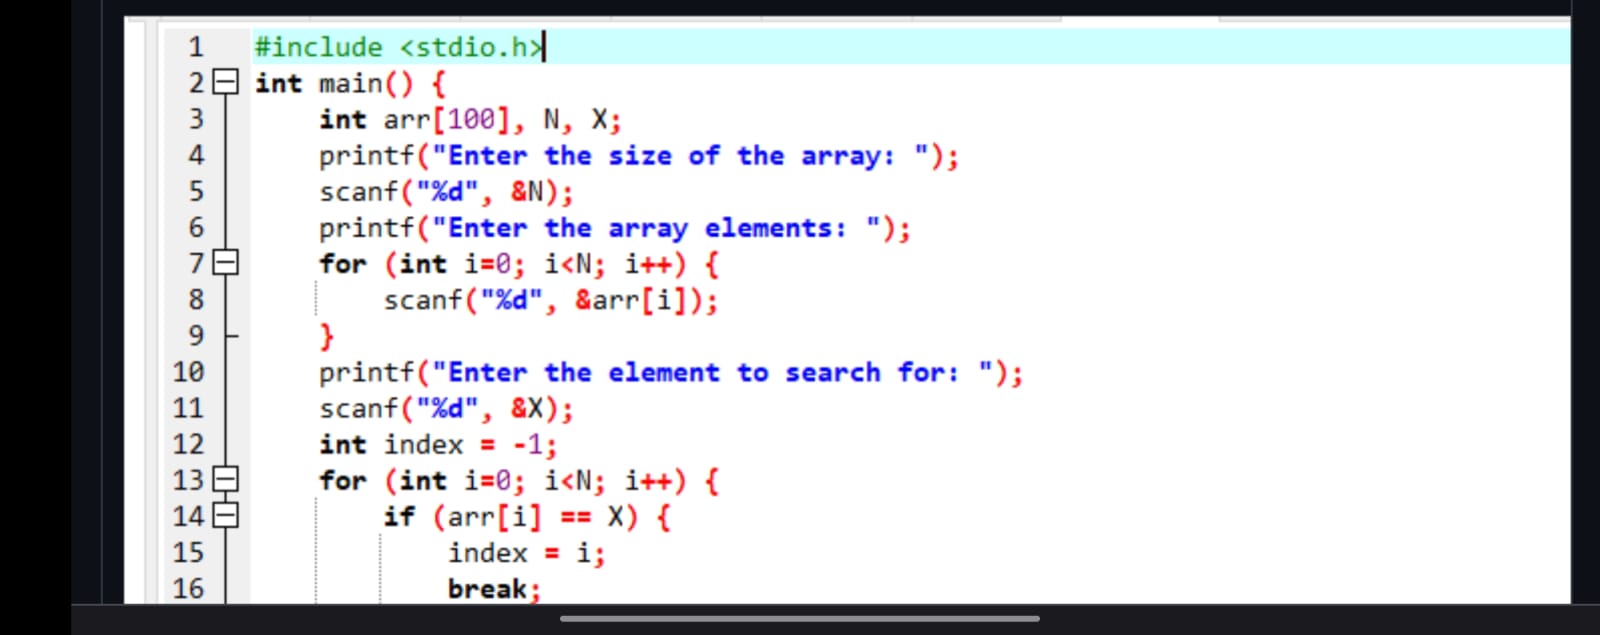 1 #include <stdio.h>
2 int main() {
3     int arr[100], N, X;
4     printf("Enter the size of the array: ");
5     scanf("%d", &N);
6     printf("Enter the array elements: ");
7     for (int i=0; i<N; i++) {
8         scanf("%d", &arr[i]);
9     }
10     printf("Enter the element to search for: ");
11     scanf("%d", &X);
12     int index = -1;
13     for (int i=0; i<N; i++) {
14         if (arr[i] == X) {
15             index = i;
16             break;